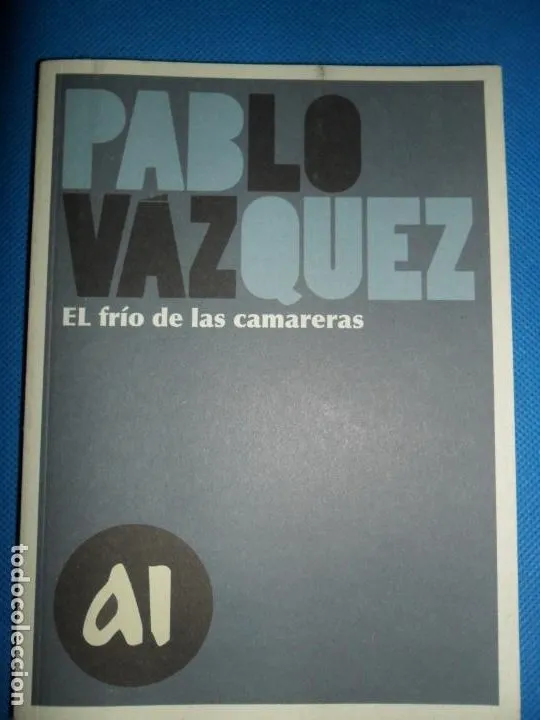 PABLO
VÁZQUEZ
EL frío de las camareras
al
todocoleccion